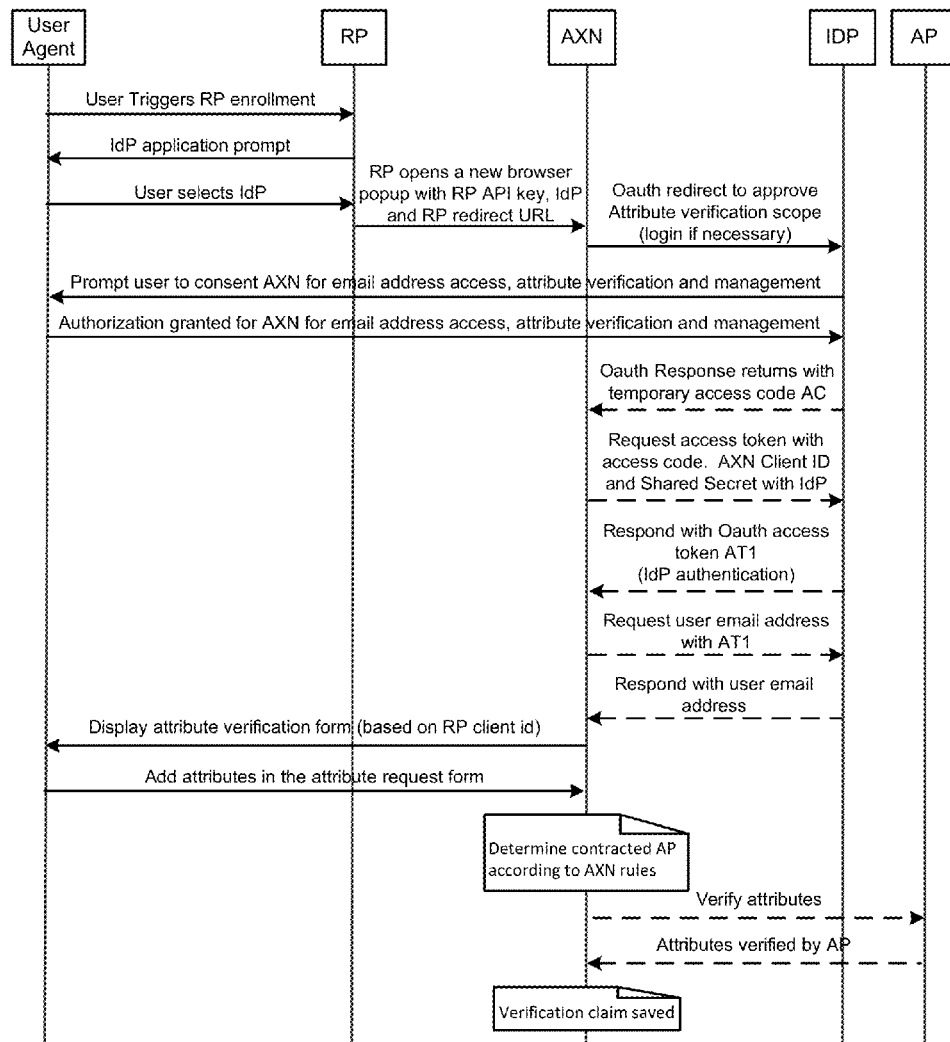 User
Agent
RP
AXN
IDP
AP
User Triggers RP enrollment
IdP application prompt
User selects IdP
RP opens a new browser
popup with RP API key, IdP
and RP redirect URL
Oauth redirect to approve
Attribute verification scope
(login if necessary)
Prompt user to consent AXN for email address access, attribute verification and management
Authorization granted for AXN for email address access, attribute verification and management
Oauth Response returns with
temporary access code AC
Request access token with
access code. AXN Client ID
and Shared Secret with IdP
Respond with Oauth access
token AT1
(IdP authentication)
Request user email address
with AT1
Respond with user email
address
Display attribute verification form (based on RP client id)
Add attributes in the attribute request form
Determine contracted AP
according to AXN rules
Verify attributes
Attributes verified by AP
Verification claim saved